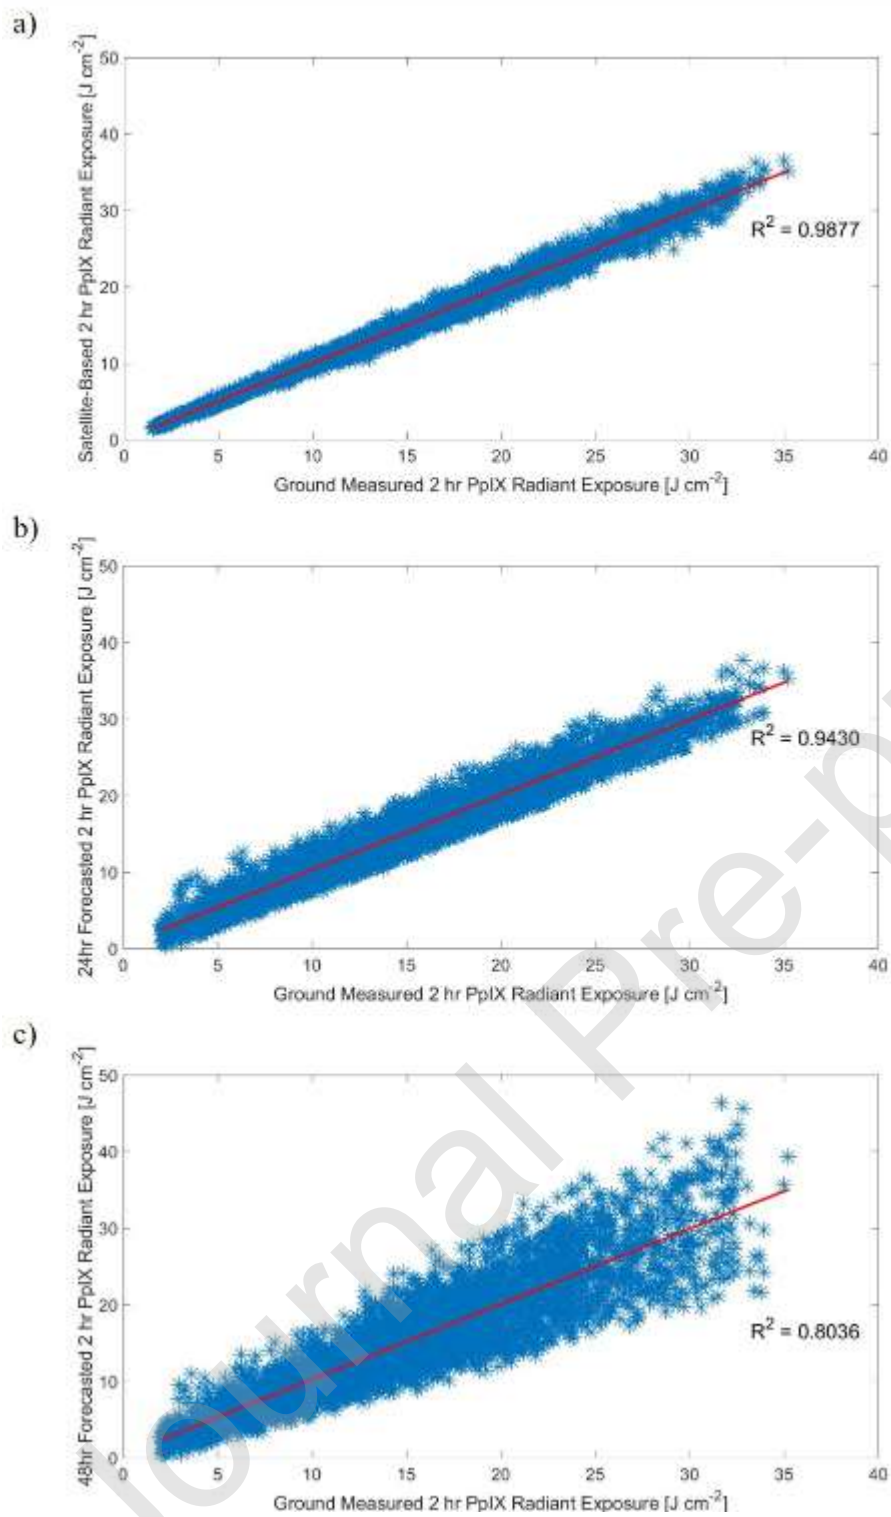 a)
Satellite-Based 2 hr PpIX Radiant Exposure [J cm⁻²]
50
40
30
20
10
0
R² = 0.9877
0 5 10 15 20 25 30 35 40
Ground Measured 2 hr PpIX Radiant Exposure [J cm⁻²]
b)
24hr Forecasted 2 hr PpIX Radiant Exposure [J cm⁻²]
50
40
30
20
10
0
R² = 0.9430
0 5 10 15 20 25 30 35 40
Ground Measured 2 hr PpIX Radiant Exposure [J cm⁻²]
c)
48hr Forecasted 2 hr PpIX Radiant Exposure [J cm⁻²]
50
40
30
20
10
0
R² = 0.8036
0 5 10 15 20 25 30 35 40
Ground Measured 2 hr PpIX Radiant Exposure [J cm⁻²]
Journal Pre-p